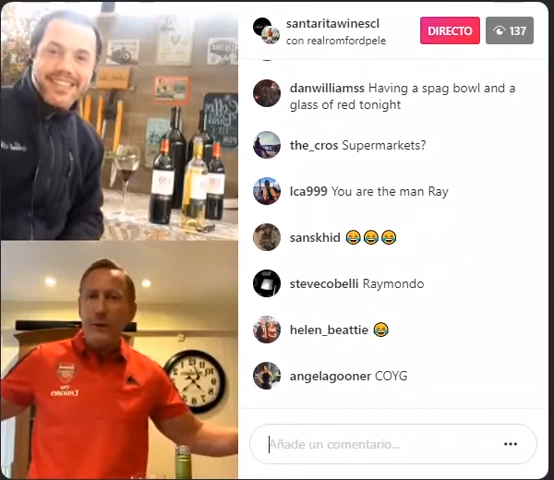 santaritawinescl
con realromfordpele
DIRECTO
137
danwilliamss Having a spag bowl and a
glass of red tonight
the_cros Supermarkets?
lca999 You are the man Ray
sanskhid 😂😂😂
stevecobelli Raymondo
helen_beattie 😂
angelagooner COYG
Añade un comentario...